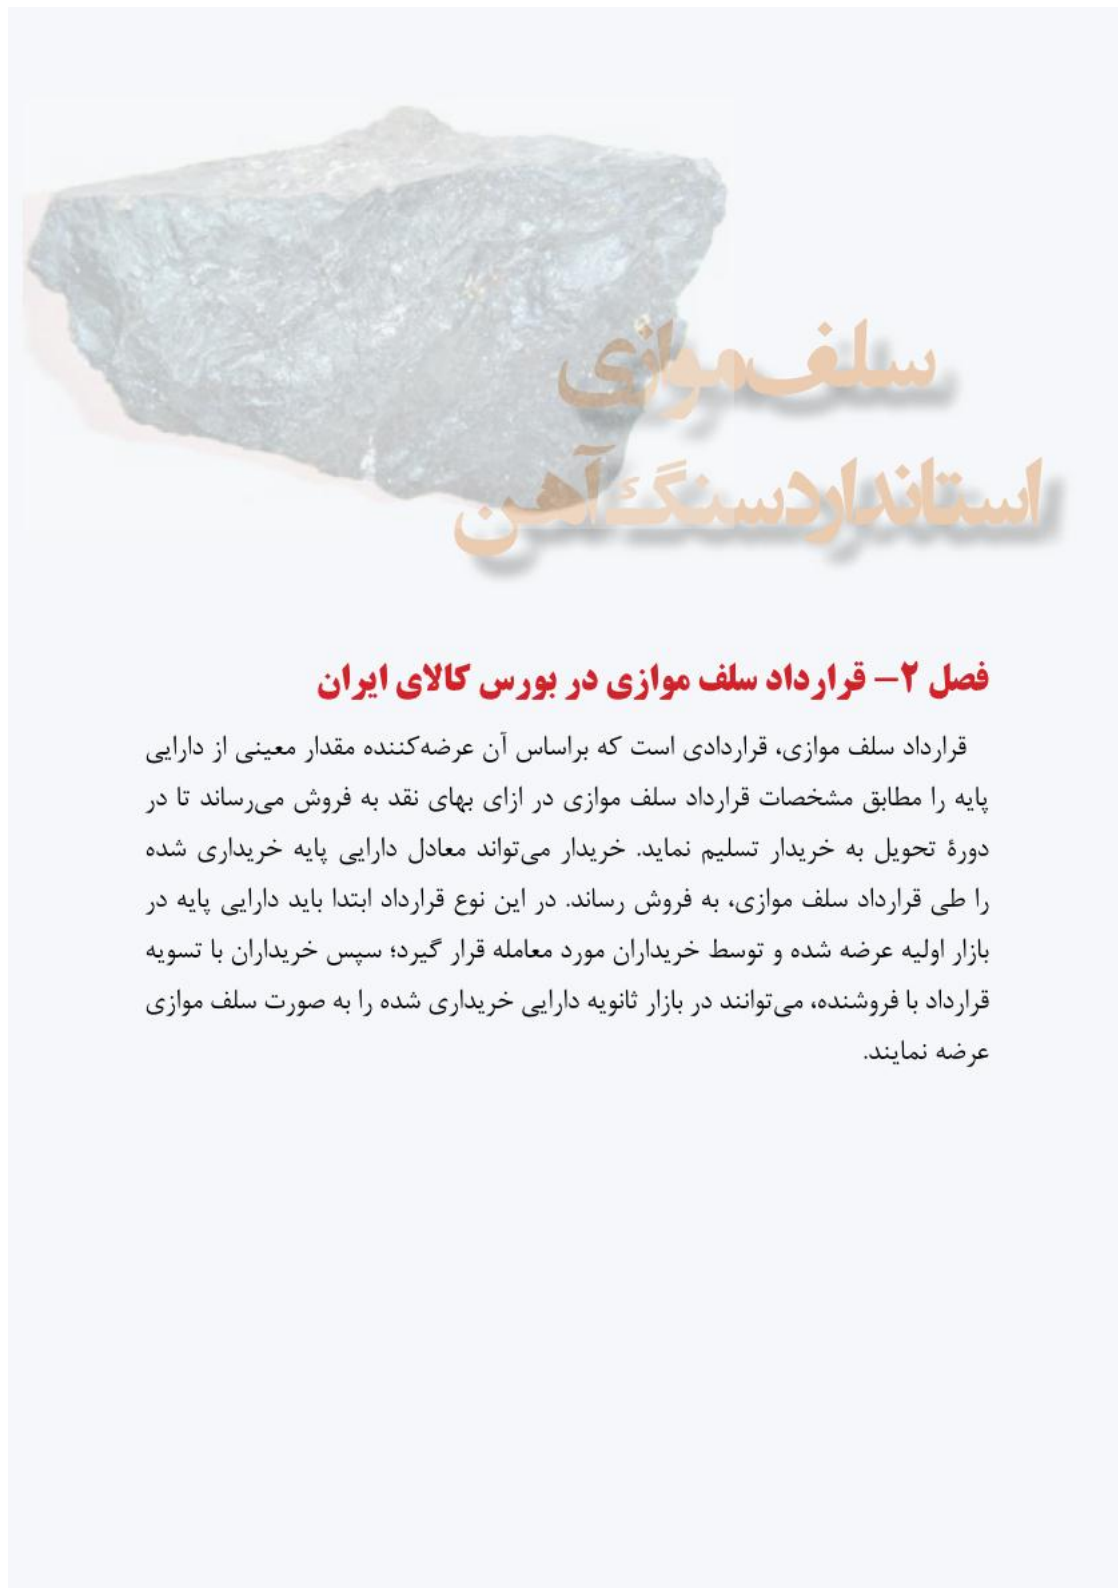 سلف‌موازی
استاندارد سنگ آهن
فصل ۲- قرارداد سلف موازی در بورس کالای ایران
قرارداد سلف موازی، قراردادی است که براساس آن عرضه‌کننده مقدار معینی از دارایی
پایه را مطابق مشخصات قرارداد سلف موازی در ازای بهای نقد به فروش می‌رساند تا در
دورۀ تحویل به خریدار تسلیم نماید. خریدار می‌تواند معادل دارایی پایه خریداری شده
را طی قرارداد سلف موازی، به فروش رساند. در این نوع قرارداد ابتدا باید دارایی پایه در
بازار اولیه عرضه شده و توسط خریداران مورد معامله قرار گیرد؛ سپس خریداران با تسویه
قرارداد با فروشنده، می‌توانند در بازار ثانویه دارایی خریداری شده را به صورت سلف موازی
عرضه نمایند.